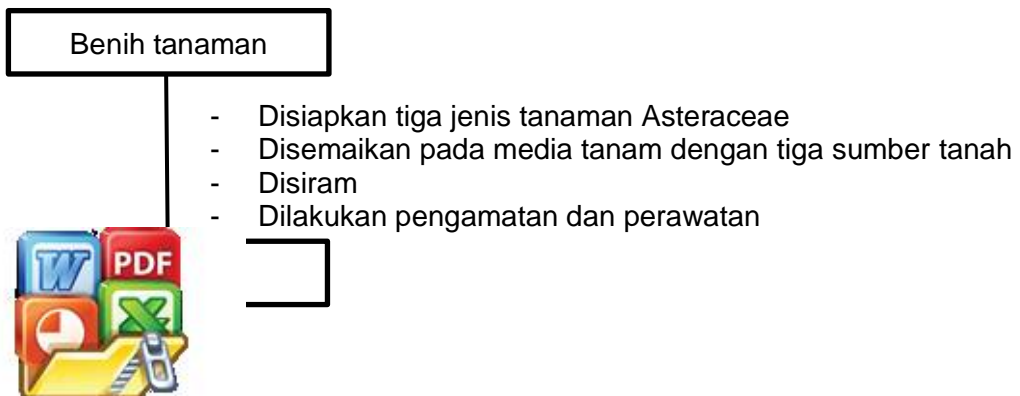 Benih tanaman
- Disiapkan tiga jenis tanaman Asteraceae
- Disemaikan pada media tanam dengan tiga sumber tanah
- Disiram
- Dilakukan pengamatan dan perawatan
W PDF
X